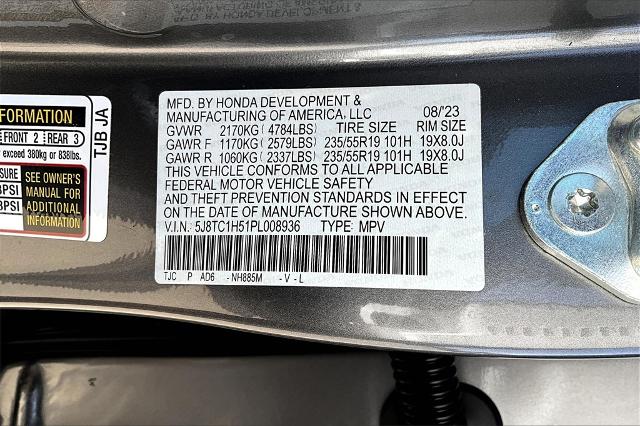 FORMATION
FRONT 2 REAR 3
exceed 380kg or 838lbs.
SURE
SEE OWNER'S
PSI
MANUAL FOR
ADDITIONAL
PSI
INFORMATION
TJB JA
MFD. BY HONDA DEVELOPMENT &
MANUFACTURING OF AMERICA, LLC 08/'23
GVWR 2170KG(4784LBS) TIRE SIZE RIM SIZE
GAWR F 1170KG(2579LBS) 235/55R19 101H 19X8.0J
GAWR R 1060KG(2337LBS) 235/55R19 101H 19X8.0J
THIS VEHICLE CONFORMS TO ALL APPLICABLE
FEDERAL MOTOR VEHICLE SAFETY
AND THEFT PREVENTION STANDARDS IN EFFECT
ON THE DATE OF MANUFACTURE SHOWN ABOVE.
V.I.N.: 5J8TC1H51PL008936 TYPE: MPV
TJC P AD6 -NH885M -V-L